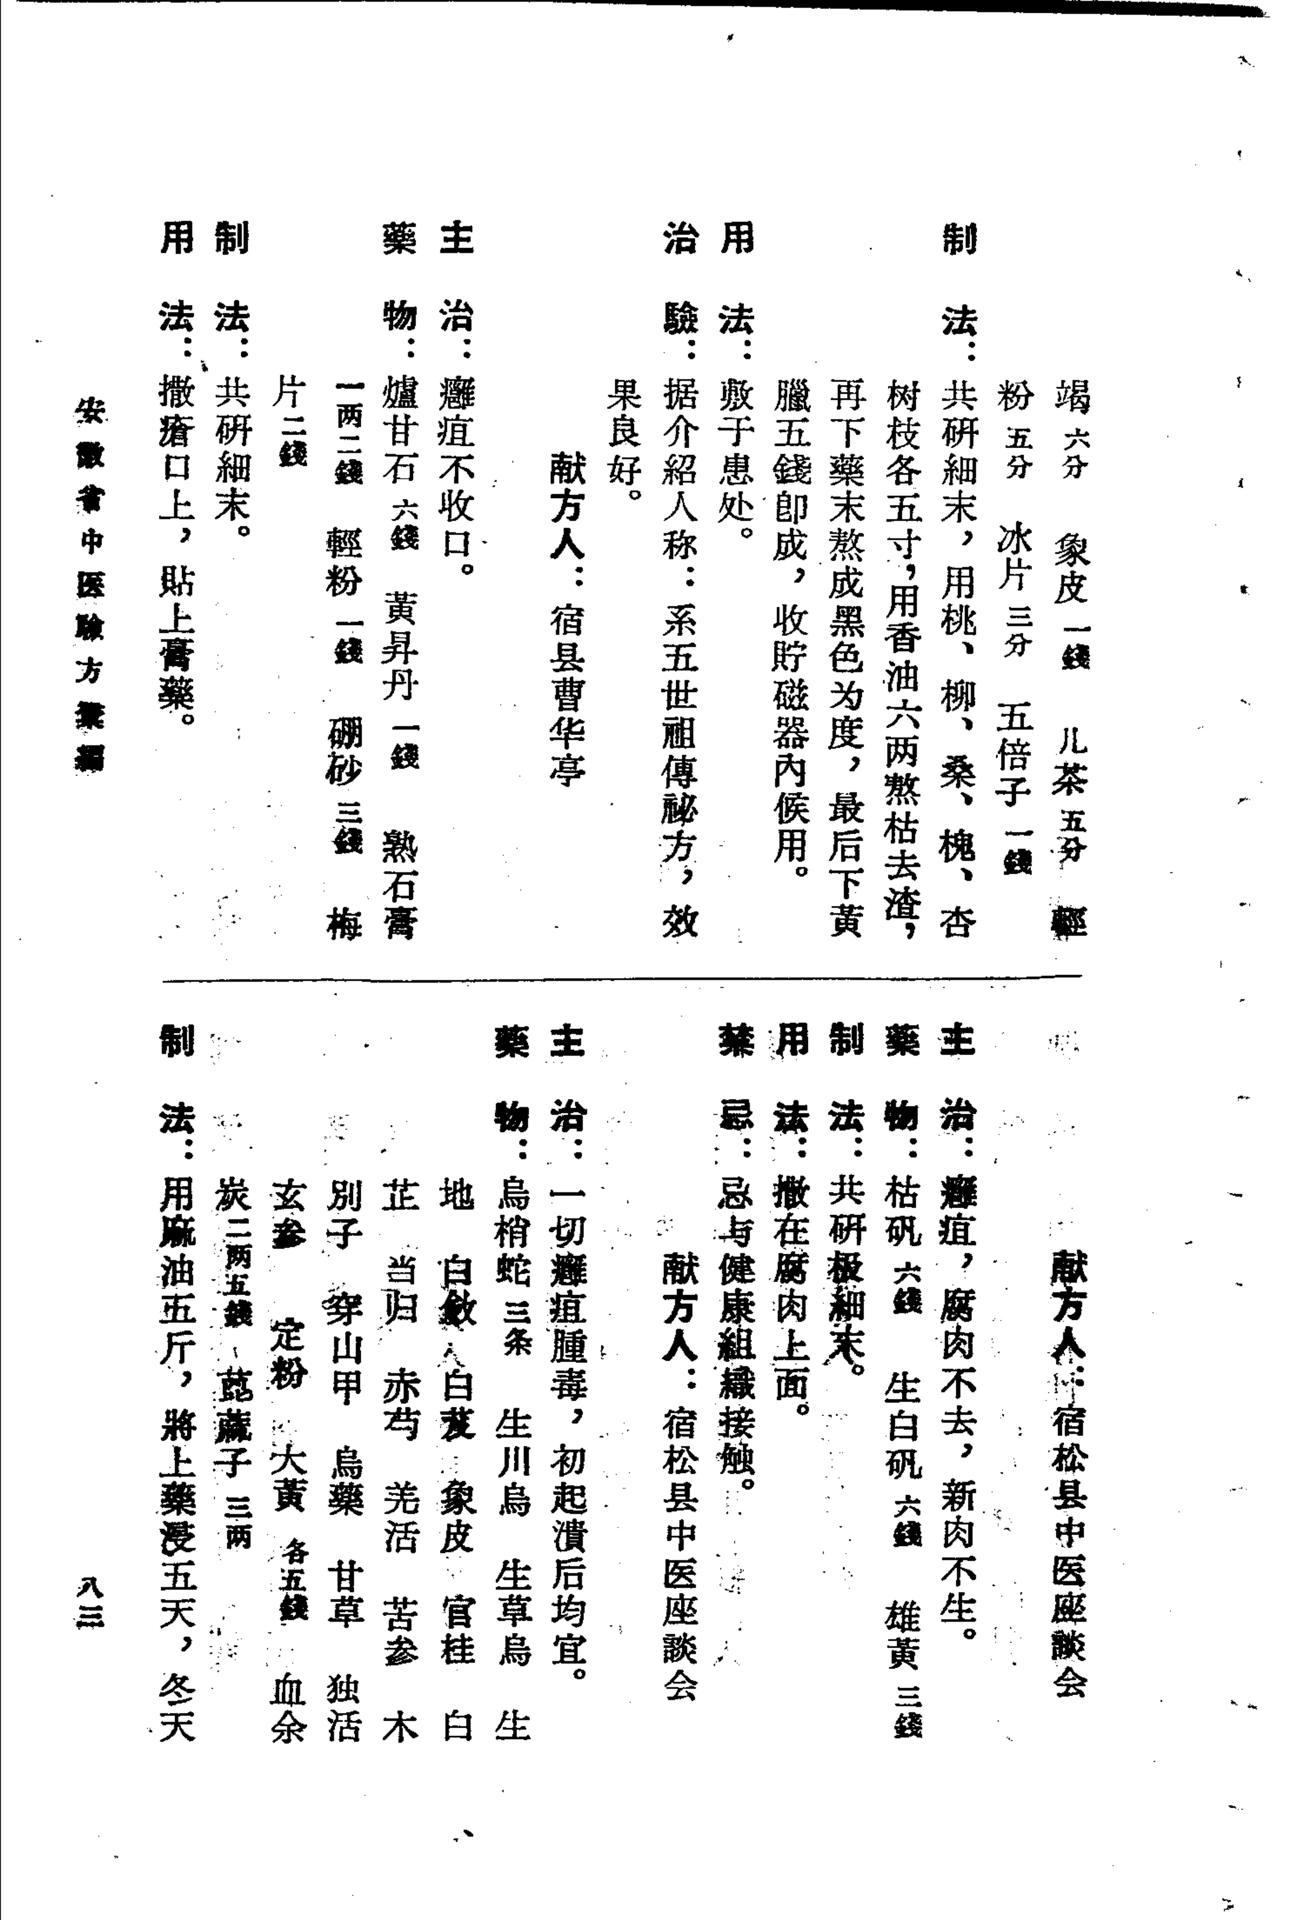 竭六分　象皮一錢　儿茶五分　輕
粉五分　冰片三分　五倍子一錢
制　法：共研細末，用桃、柳、桑、槐、杏
树枝各五寸，用香油六两熬枯去渣，
再下藥末熬成黑色为度，最后下黃
臘五錢卽成，收貯磁器內候用。
用　法：敷于患处。
治　驗：据介紹人称：系五世祖傳祕方，效
果良好。
献方人：宿县曹华亭
主　治：癰疽不收口。
藥　物：爐甘石六錢　黃昇丹一錢　熟石膏
一两二錢　輕粉一錢　硼砂三錢　梅
片二錢
制　法：共研細末。
用　法：撒瘡口上，貼上膏藥。
献方人：宿松县中医座談会
主　治：癰疽，腐肉不去，新肉不生。
藥　物：枯矾六錢　生白矾六錢　雄黃三錢
制　法：共研极細末。
用　法：撒在腐肉上面。
禁　忌：忌与健康組織接触。
献方人：宿松县中医座談会
主　治：一切癰疽腫毒，初起潰后均宜。
藥　物：烏梢蛇三条　生川烏　生草烏　生
地　白斂　白芨　象皮　官桂　白
芷　当归　赤芍　羌活　苦参　木
别子　穿山甲　烏藥　甘草　独活
玄參　定粉　大黃各五錢　血余
炭二两五錢　蓖蔴子三两
制　法：用麻油五斤，將上藥浸五天，冬天
安徽省中医驗方彙編
八三